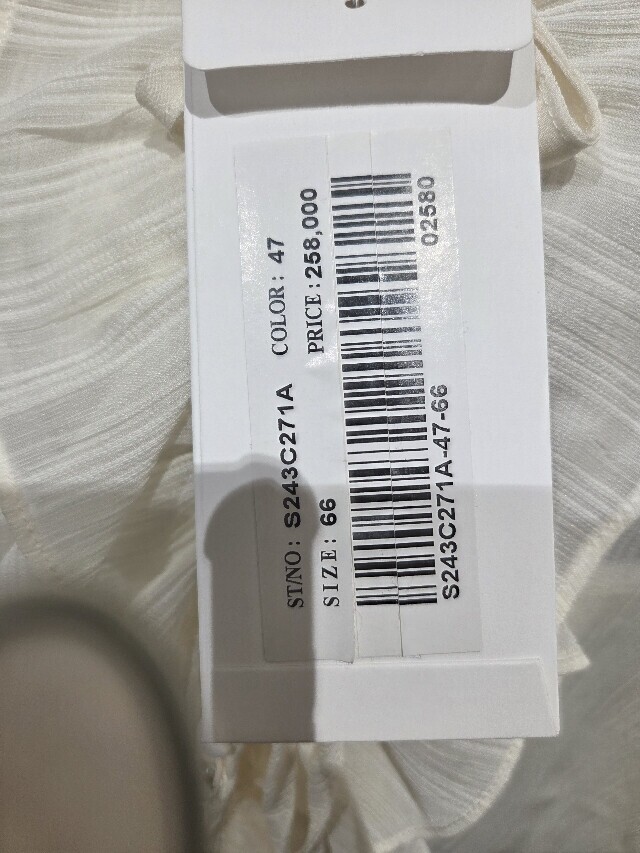 ST/NO: S243C271A COLOR: 47
SIZE: 66 PRICE: 258,000
S243C271A-47-66 02580